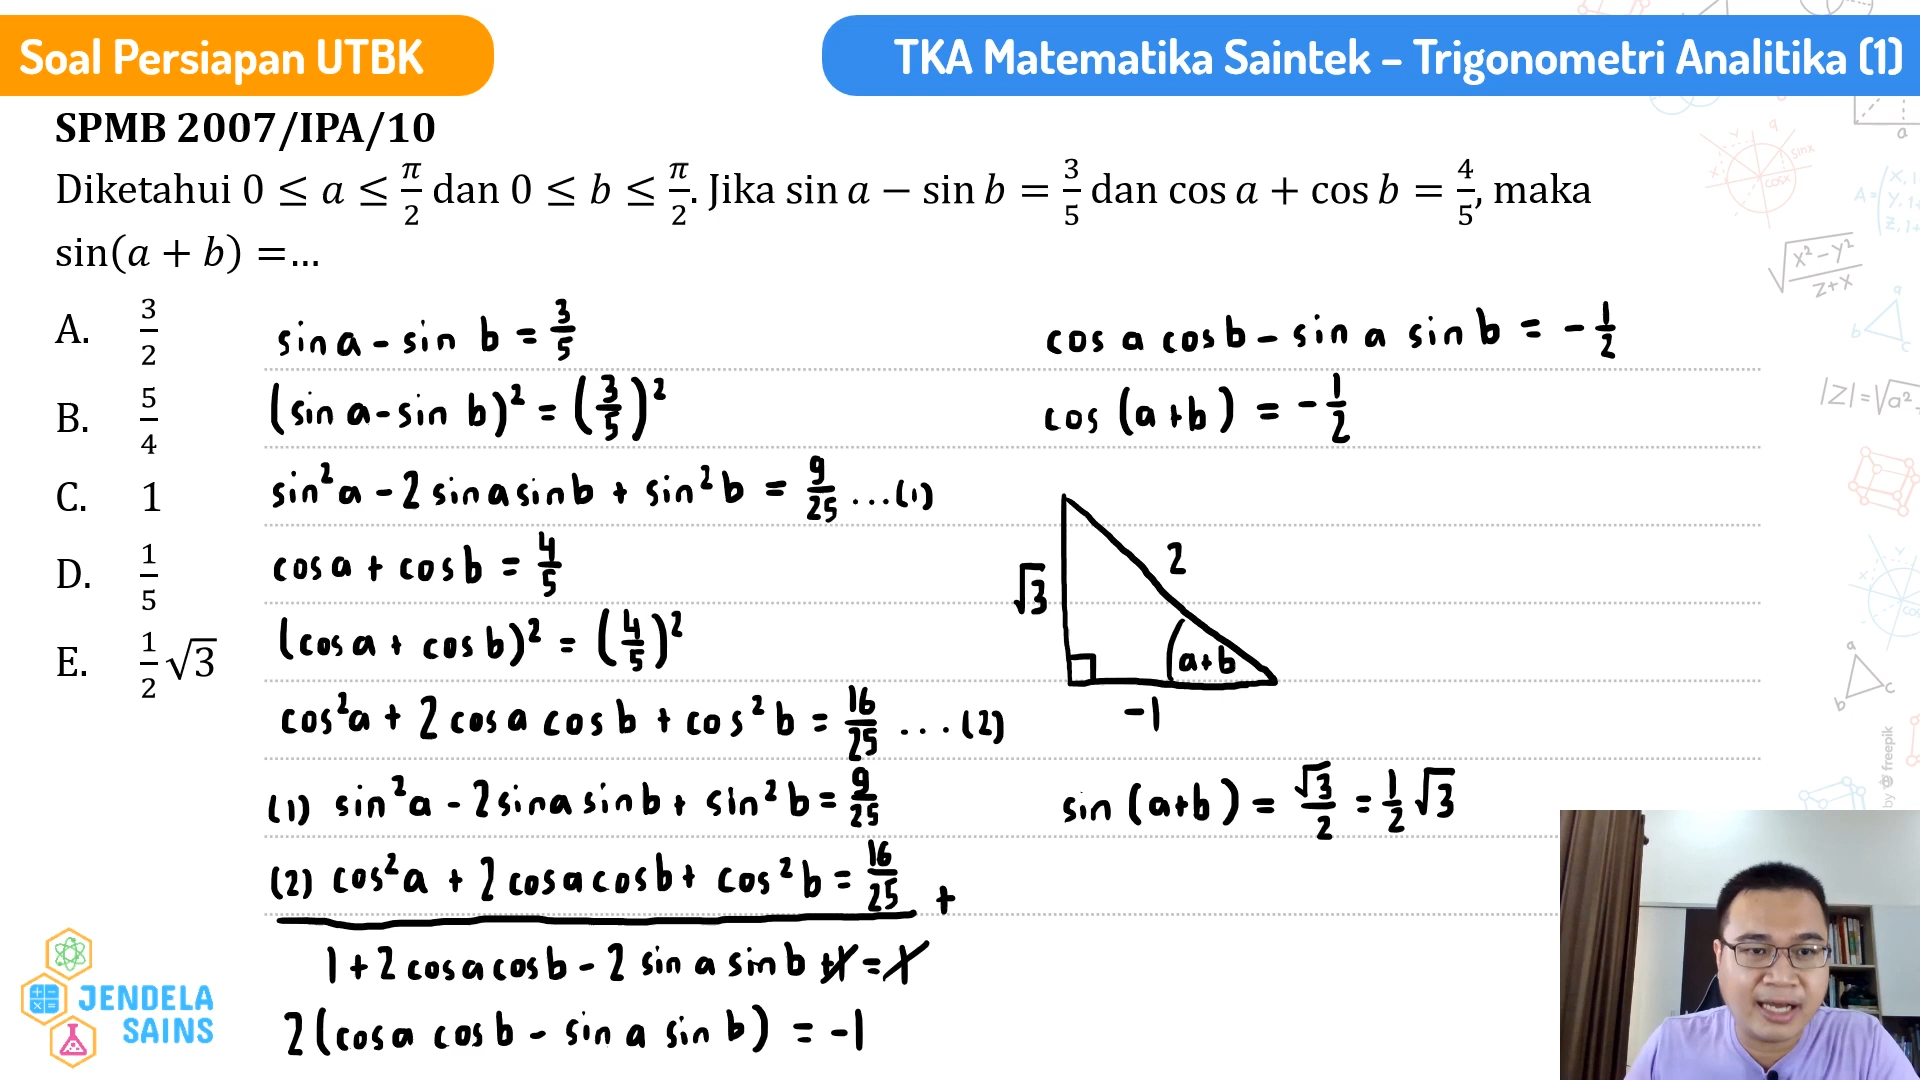 Soal Persiapan UTBK
TKA Matematika Saintek – Trigonometri Analitika (1)
SPMB 2007/IPA/10
Diketahui 0 ≤ a ≤ π/2 dan 0 ≤ b ≤ π/2. Jika sin a − sin b = 3/5 dan cos a + cos b = 4/5, maka
sin(a + b) =...
A. 3/2
B. 5/4
C. 1
D. 1/5
E. 1/2 √3
sin a - sin b = 3/5
(sin a - sin b)² = (3/5)²
sin²a - 2 sin a sin b + sin²b = 9/25 ...(1)
cos a + cos b = 4/5
(cos a + cos b)² = (4/5)²
cos²a + 2 cos a cos b + cos²b = 16/25 ...(2)
(1) sin²a - 2 sin a sin b + sin²b = 9/25
(2) cos²a + 2 cos a cos b + cos²b = 16/25 +
1 + 2 cos a cos b - 2 sin a sin b + 1 = 1
2(cos a cos b - sin a sin b) = -1
cos a cos b - sin a sin b = -1/2
cos (a+b) = -1/2
√3
2
a+b
-1
sin (a+b) = √3/2 = 1/2 √3
JENDELA
SAINS
by freepik